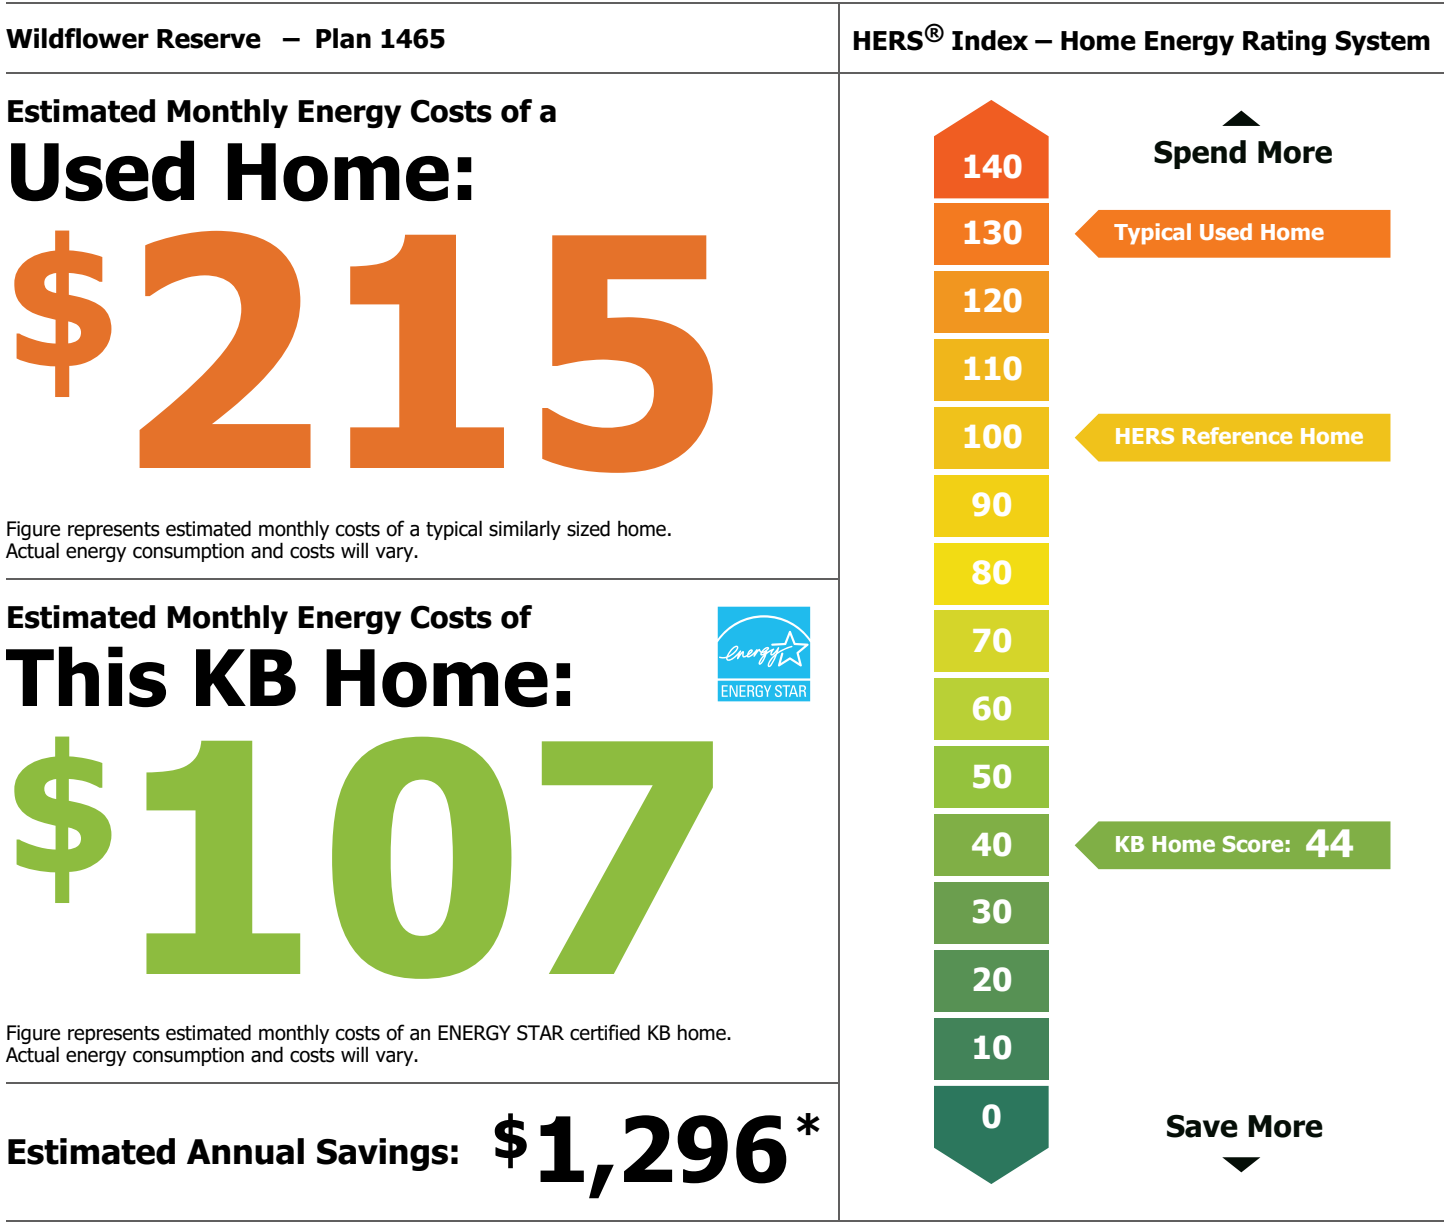 Wildflower Reserve – Plan 1465
Estimated Monthly Energy Costs of a
Used Home:
$215
Figure represents estimated monthly costs of a typical similarly sized home.
Actual energy consumption and costs will vary.
Estimated Monthly Energy Costs of
This KB Home:
energy
ENERGY STAR
$107
Figure represents estimated monthly costs of an ENERGY STAR certified KB home.
Actual energy consumption and costs will vary.
Estimated Annual Savings: $1,296*
HERS® Index – Home Energy Rating System
Spend More
140
130 Typical Used Home
120
110
100 HERS Reference Home
90
80
70
60
50
40 KB Home Score: 44
30
20
10
0
Save More